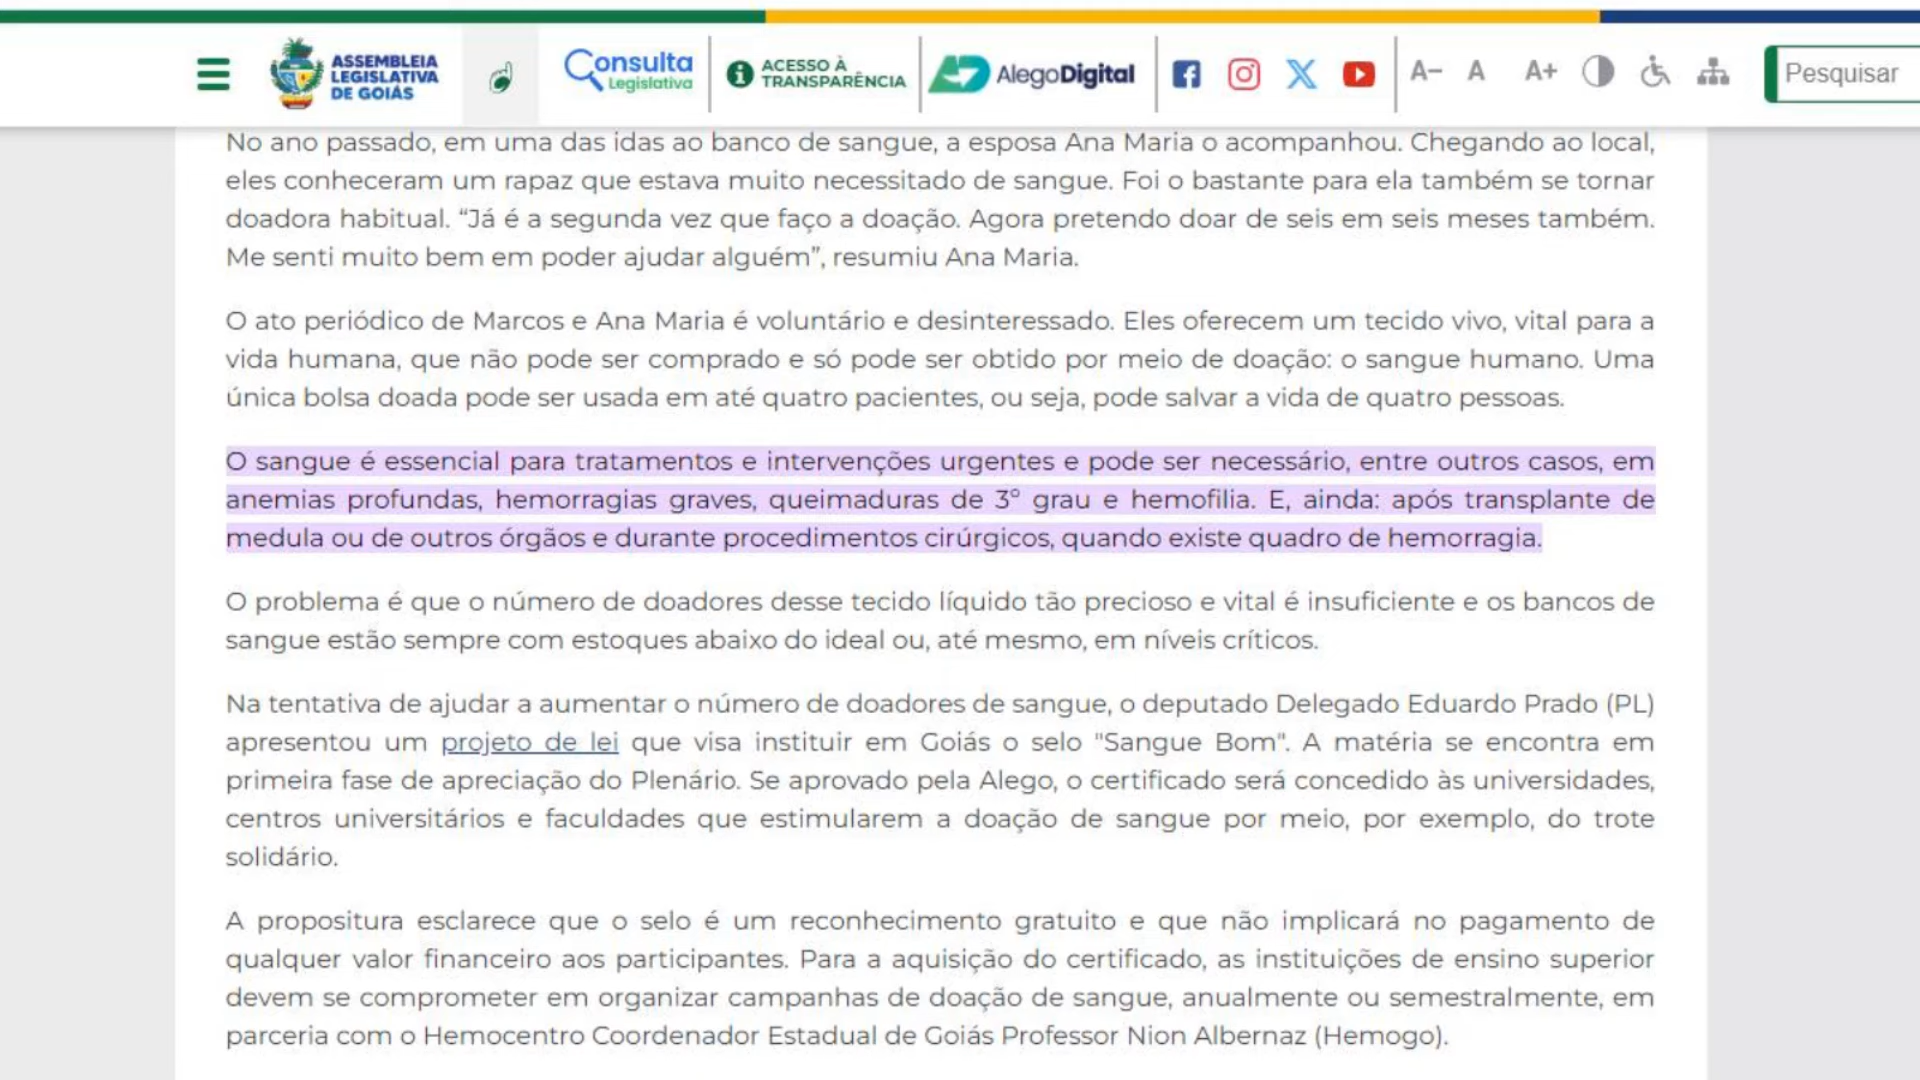 ASSEMBLEIA
LEGISLATIVA
DE GOIÁS
Consulta
Legislativa
ACESSO À
TRANSPARÊNCIA
AlegoDigital
A−
A
A+
Pesquisar
No ano passado, em uma das idas ao banco de sangue, a esposa Ana Maria o acompanhou. Chegando ao local,
eles conheceram um rapaz que estava muito necessitado de sangue. Foi o bastante para ela também se tornar
doadora habitual. “Já é a segunda vez que faço a doação. Agora pretendo doar de seis em seis meses também.
Me senti muito bem em poder ajudar alguém”, resumiu Ana Maria.
O ato periódico de Marcos e Ana Maria é voluntário e desinteressado. Eles oferecem um tecido vivo, vital para a
vida humana, que não pode ser comprado e só pode ser obtido por meio de doação: o sangue humano. Uma
única bolsa doada pode ser usada em até quatro pacientes, ou seja, pode salvar a vida de quatro pessoas.
O sangue é essencial para tratamentos e intervenções urgentes e pode ser necessário, entre outros casos, em
anemias profundas, hemorragias graves, queimaduras de 3º grau e hemofilia. E, ainda: após transplante de
medula ou de outros órgãos e durante procedimentos cirúrgicos, quando existe quadro de hemorragia.
O problema é que o número de doadores desse tecido líquido tão precioso e vital é insuficiente e os bancos de
sangue estão sempre com estoques abaixo do ideal ou, até mesmo, em níveis críticos.
Na tentativa de ajudar a aumentar o número de doadores de sangue, o deputado Delegado Eduardo Prado (PL)
apresentou um projeto de lei que visa instituir em Goiás o selo "Sangue Bom". A matéria se encontra em
primeira fase de apreciação do Plenário. Se aprovado pela Alego, o certificado será concedido às universidades,
centros universitários e faculdades que estimularem a doação de sangue por meio, por exemplo, do trote
solidário.
A propositura esclarece que o selo é um reconhecimento gratuito e que não implicará no pagamento de
qualquer valor financeiro aos participantes. Para a aquisição do certificado, as instituições de ensino superior
devem se comprometer em organizar campanhas de doação de sangue, anualmente ou semestralmente, em
parceria com o Hemocentro Coordenador Estadual de Goiás Professor Nion Albernaz (Hemogo).